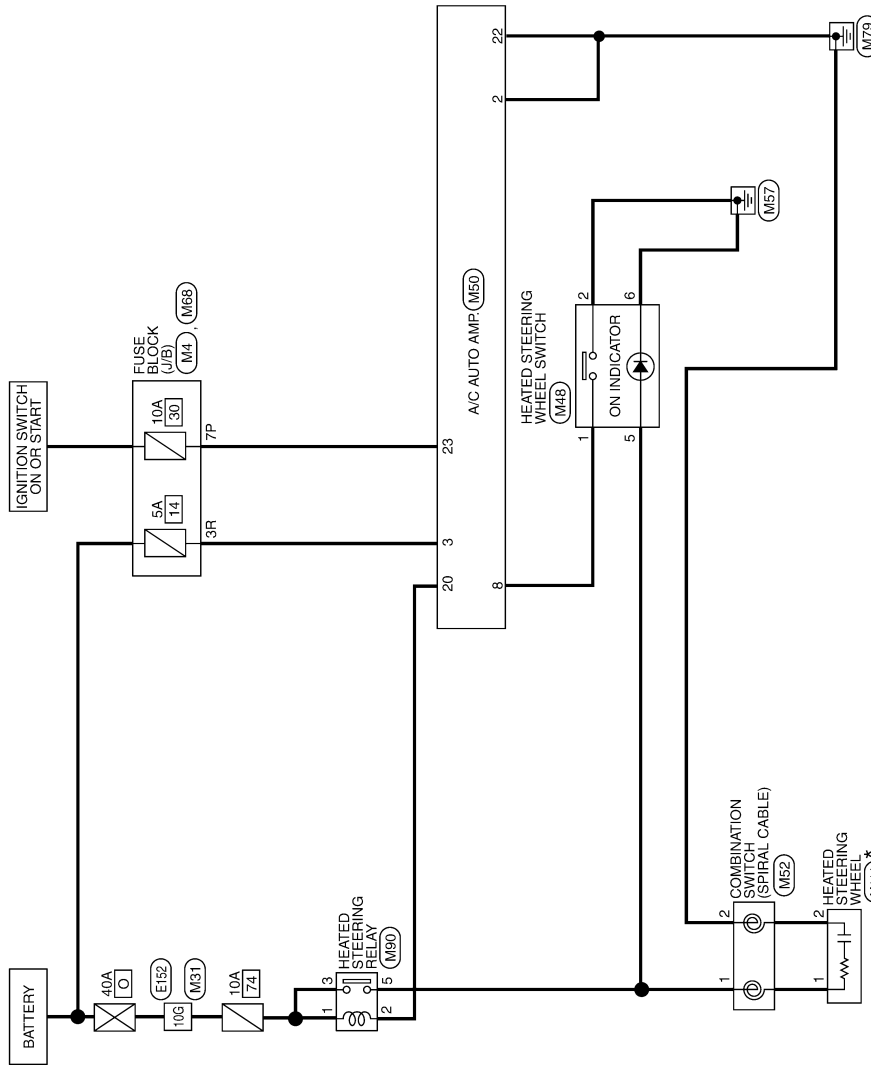 BATTERY
IGNITION SWITCH
ON OR START
40A
O
E152
10G
M31
10A
74
5A
14
3R
10A
30
7P
FUSE
BLOCK
(J/B)
M4 , M68
HEATED
STEERING
RELAY
M90
1
3
2
5
20
3
23
A/C AUTO AMP. M50
8
2
22
HEATED STEERING
WHEEL SWITCH
M48
1
2
ON INDICATOR
5
6
M57
M79
COMBINATION
SWITCH
(SPIRAL CABLE)
M52
1
2
HEATED
STEERING
WHEEL
*
1
2